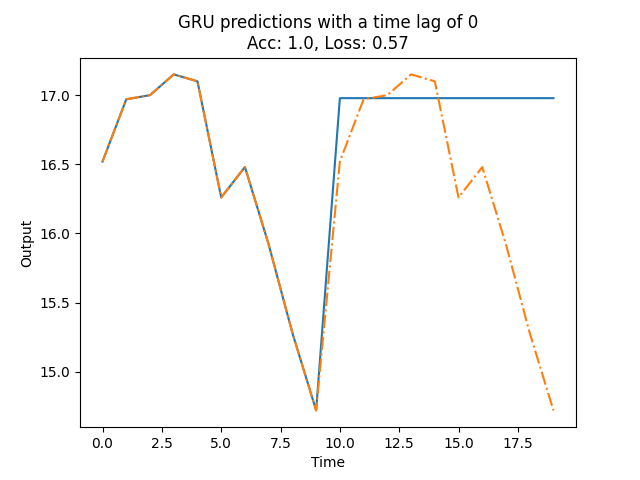 GRU predictions with a time lag of 0
Acc: 1.0, Loss: 0.57
17.0
16.5
16.0
15.5
15.0
Output
0.0 2.5 5.0 7.5 10.0 12.5 15.0 17.5
Time